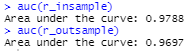 > auc(r_insample)
Area under the curve: 0.9788
> auc(r_outsample)
Area under the curve: 0.9697